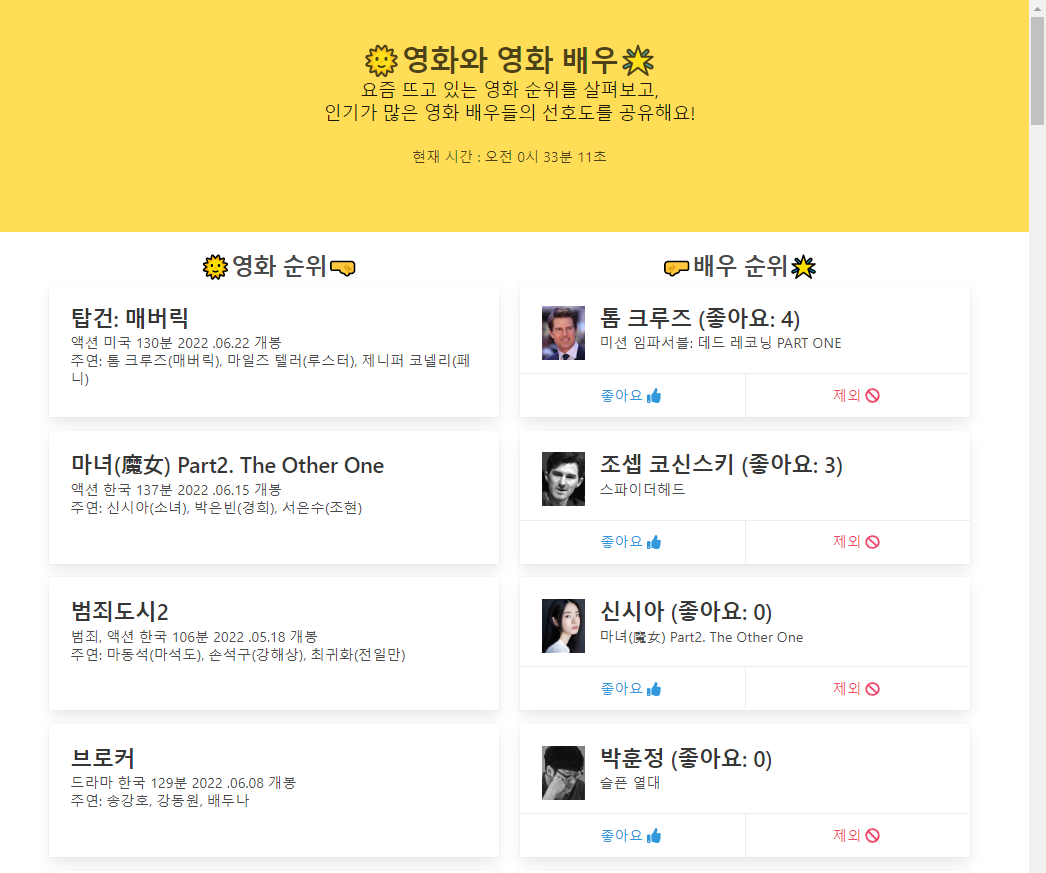 영화와 영화 배우
요즘 뜨고 있는 영화 순위를 살펴보고,
인기가 많은 영화 배우들의 선호도를 공유해요!
현재 시간 : 오전 0시 33분 11초
영화 순위
탑건: 매버릭
액션 미국 130분 2022 .06.22 개봉
주연: 톰 크루즈(매버릭), 마일즈 텔러(루스터), 제니퍼 코넬리(페
니)
마녀(魔女) Part2. The Other One
액션 한국 137분 2022 .06.15 개봉
주연: 신시아(소녀), 박은빈(경희), 서은수(조현)
범죄도시2
범죄, 액션 한국 106분 2022 .05.18 개봉
주연: 마동석(마석도), 손석구(강해상), 최귀화(전일만)
브로커
드라마 한국 129분 2022 .06.08 개봉
주연: 송강호, 강동원, 배두나
배우 순위
톰 크루즈 (좋아요: 4)
미션 임파서블: 데드 레코닝 PART ONE
좋아요 제외
조셉 코신스키 (좋아요: 3)
스파이더헤드
좋아요 제외
신시아 (좋아요: 0)
마녀(魔女) Part2. The Other One
좋아요 제외
박훈정 (좋아요: 0)
슬픈 열대
좋아요 제외